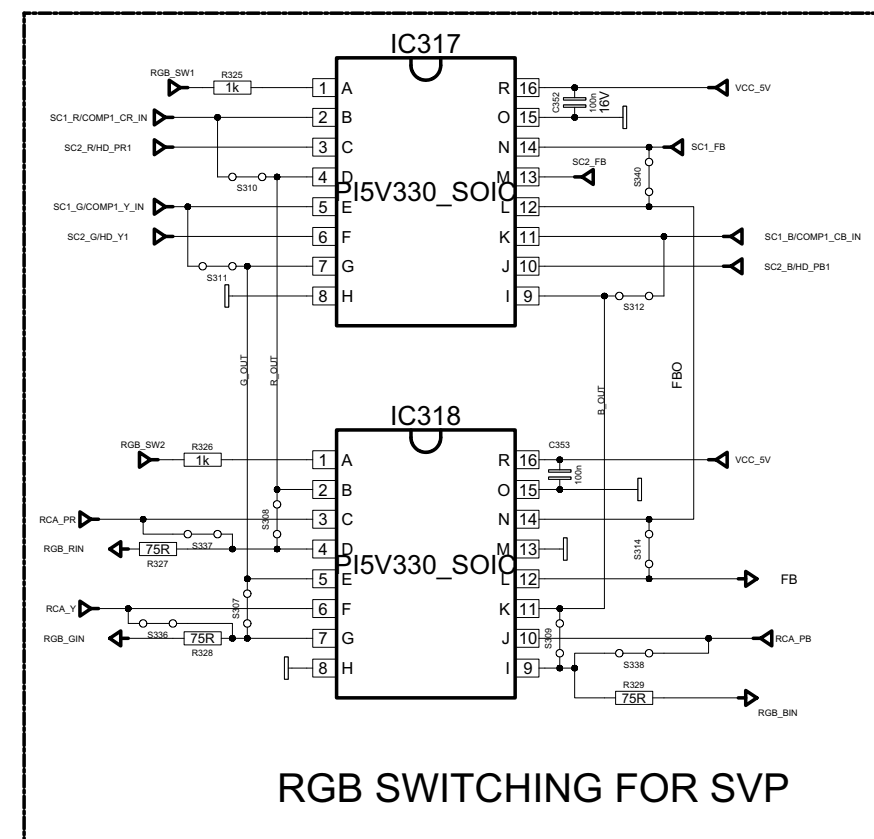 IC317
RGB_SW1
R325
1k
1 A
R 16
C352
100n
16V
VCC_5V
SC1_R/COMP1_CR_IN
2 B
O 15
SC2_R/HD_PR1
3 C
N 14
SC1_FB
S310
4 D
M 13
SC2_FB
S340
PI5V330_SOIC
SC1_G/COMP1_Y_IN
5 E
L 12
SC2_G/HD_Y1
6 F
K 11
SC1_B/COMP1_CB_IN
S311
7 G
J 10
SC2_B/HD_PB1
8 H
I 9
S312
G_OUT
R_OUT
B_OUT
FBO
IC318
RGB_SW2
R326
1k
1 A
R 16
C353
100n
VCC_5V
2 B
O 15
RCA_PR
3 C
N 14
S308
S337
RGB_RIN
75R
R327
4 D
M 13
S314
PI5V330_SOIC
5 E
L 12
FB
RCA_Y
6 F
K 11
S307
S336
S309
RGB_GIN
75R
R328
7 G
J 10
RCA_PB
S338
8 H
I 9
R329
75R
RGB_BIN
RGB SWITCHING FOR SVP